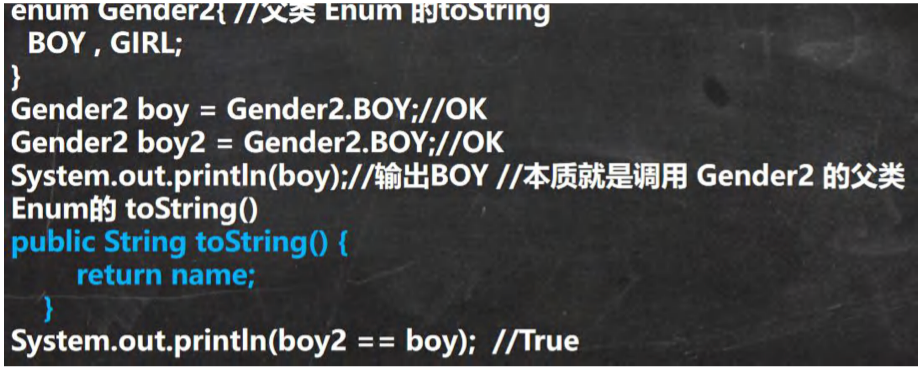 enum Gender2{ //父类 Enum 的toString
BOY , GIRL;
}
Gender2 boy = Gender2.BOY;//OK
Gender2 boy2 = Gender2.BOY;//OK
System.out.println(boy);//输出BOY //本质就是调用 Gender2 的父类
Enum的 toString()
public String toString() {
return name;
}
System.out.println(boy2 == boy); //True